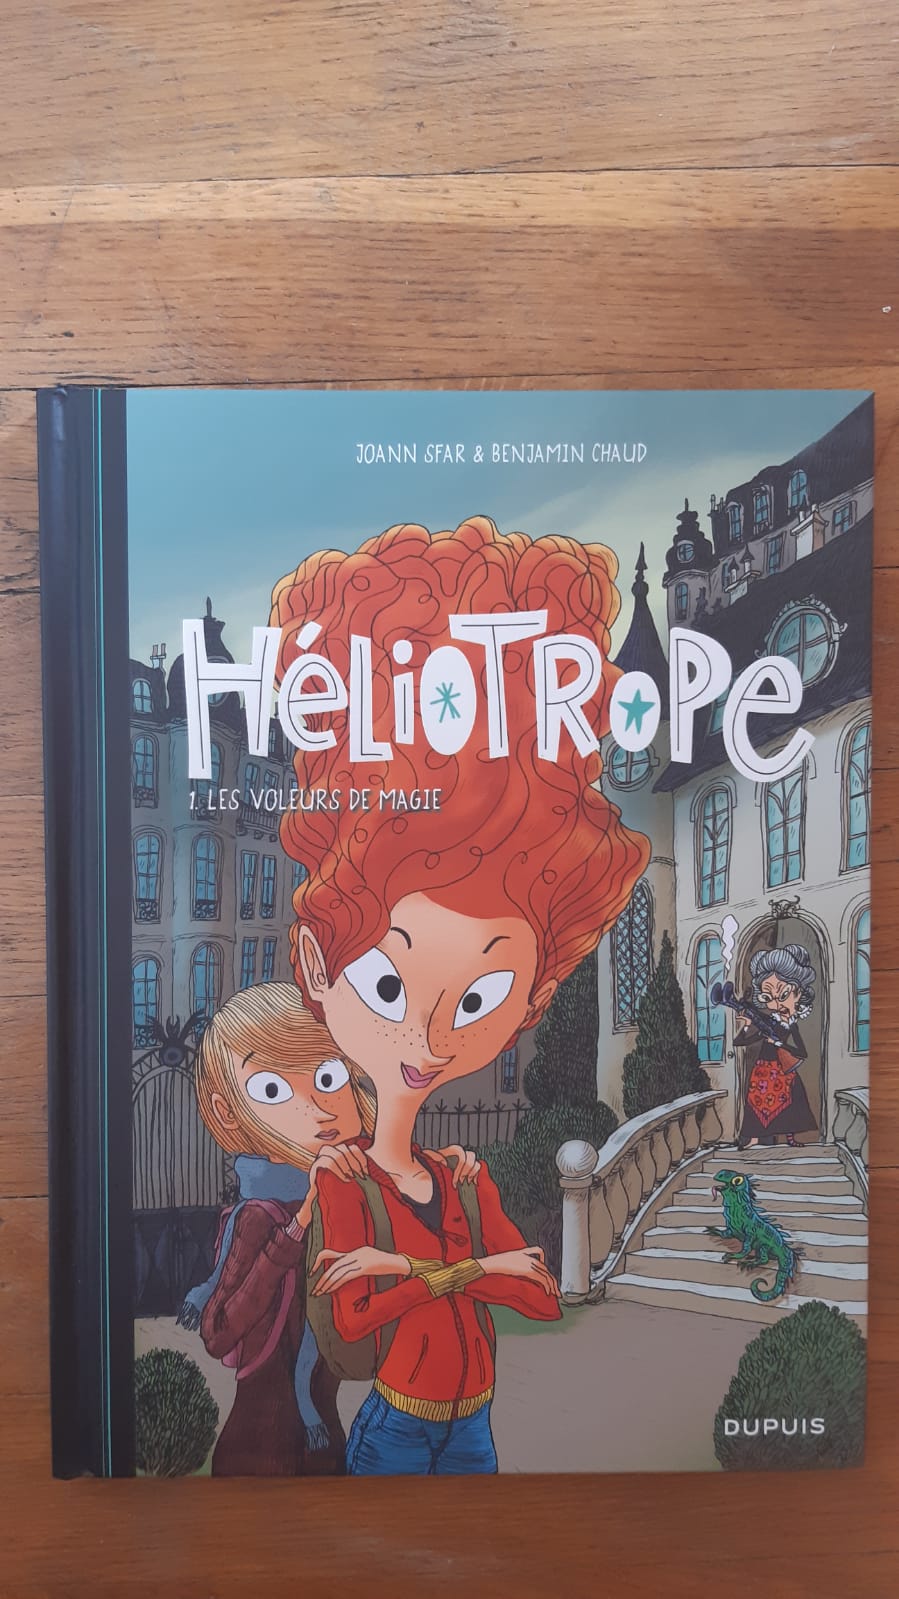 JOANN SFAR & BENJAMIN CHAUD
HéLiOTROPe
1. LES VOLEURS DE MAGIE
DUPUIS